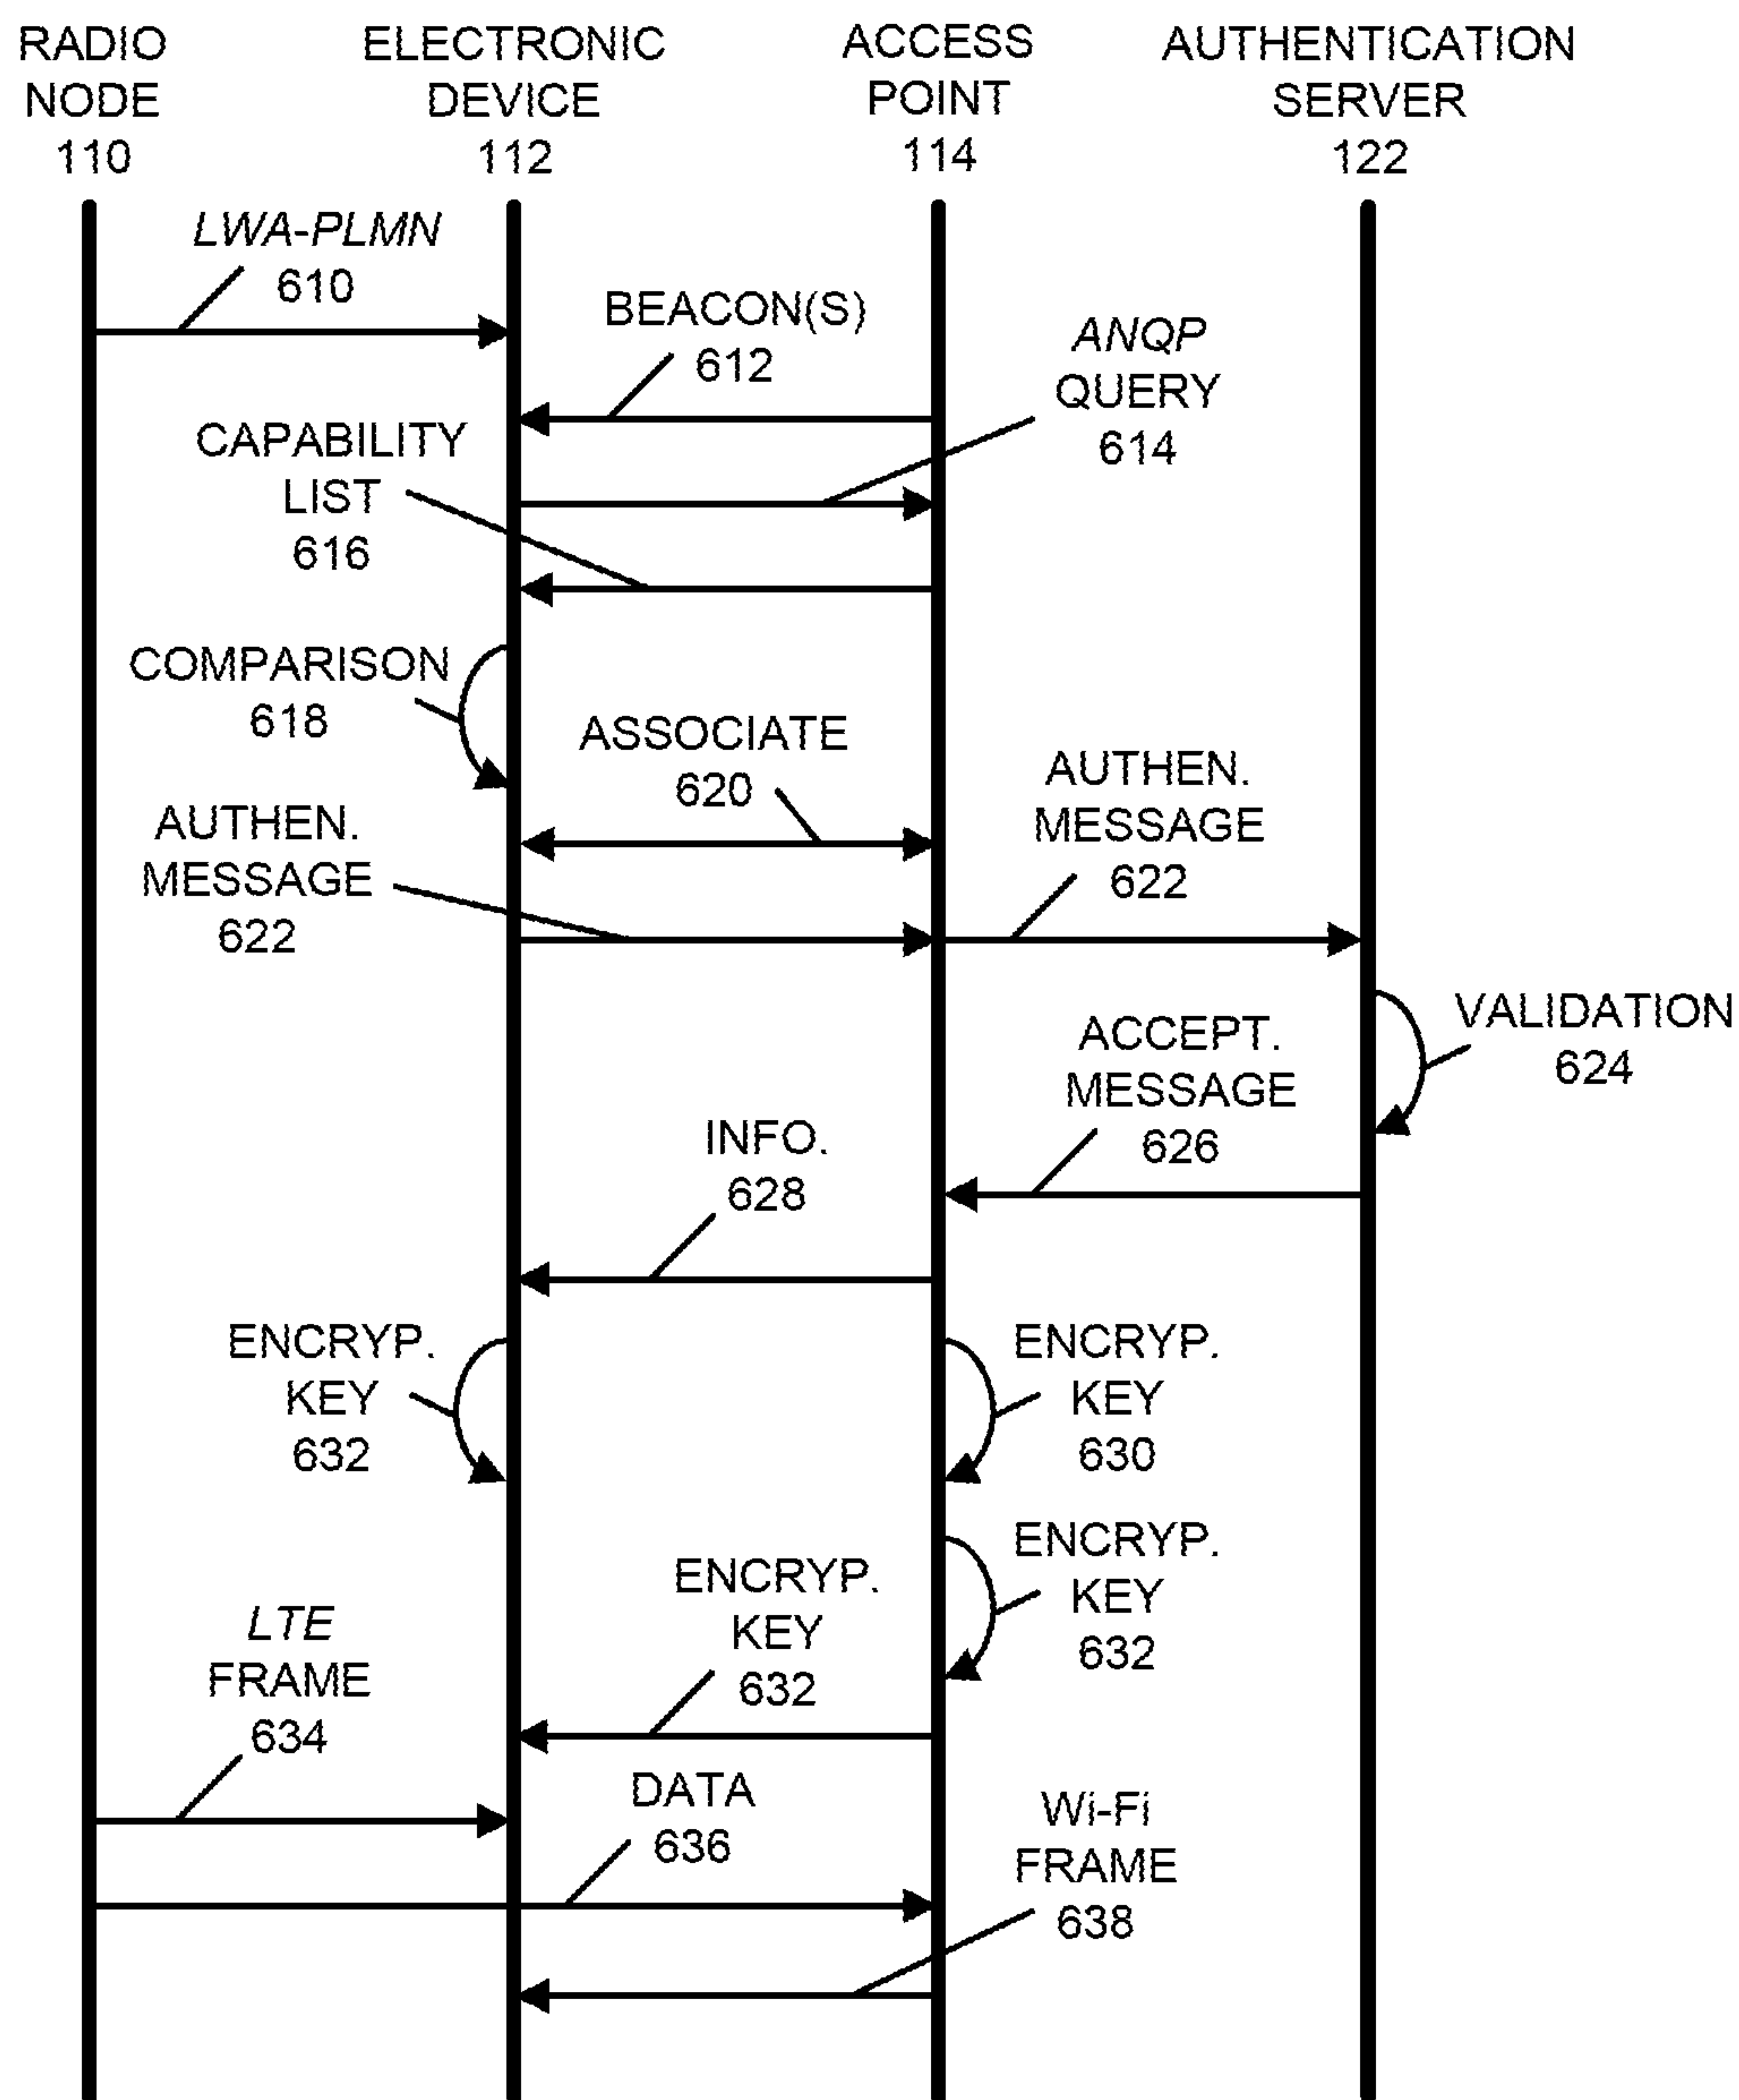 RADIO
NODE
110
ELECTRONIC
DEVICE
112
ACCESS
POINT
114
AUTHENTICATION
SERVER
122
LWA-PLMN
610
BEACON(S)
612
ANQP
QUERY
614
CAPABILITY
LIST
616
COMPARISON
618
ASSOCIATE
620
AUTHEN.
MESSAGE
622
AUTHEN.
MESSAGE
622
VALIDATION
624
ACCEPT.
MESSAGE
626
INFO.
628
ENCRYP.
KEY
632
ENCRYP.
KEY
630
ENCRYP.
KEY
632
ENCRYP.
KEY
632
LTE
FRAME
634
DATA
636
Wi-Fi
FRAME
638